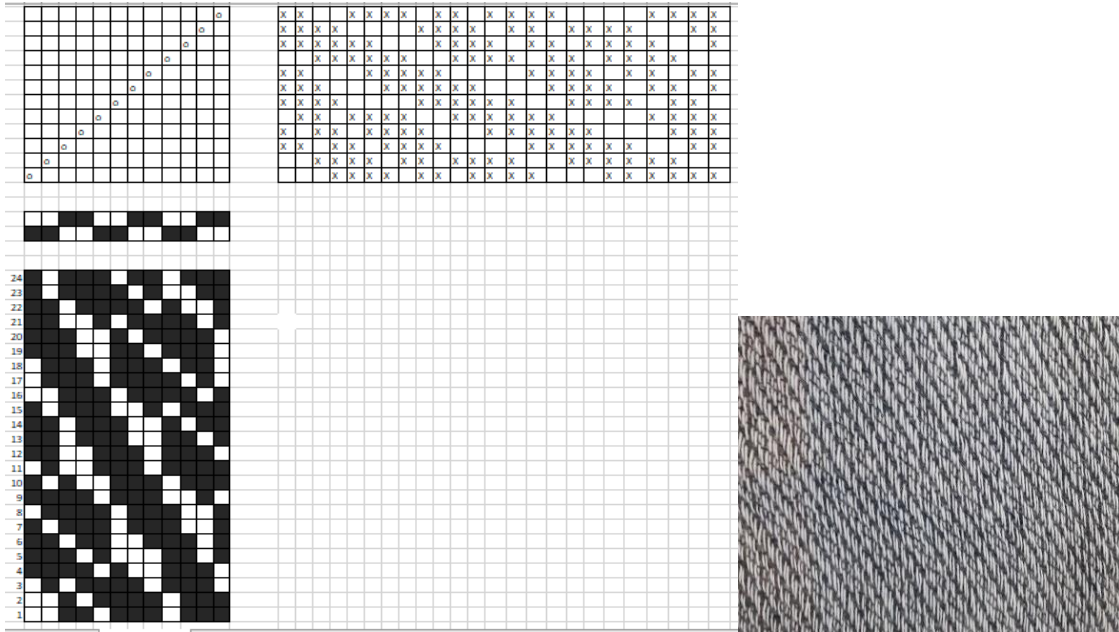 o X X X X X X X X X X X X X X X X
o X X X X X X X X X X X X X X X X
o X X X X X X X X X X X X X X X X X
o X X X X X X X X X X X X X X X X
o X X X X X X X X X X X X X X X
o X X X X X X X X X X X X X X X X
o X X X X X X X X X X X X X X X X
o X X X X X X X X X X X X X X X X
o X X X X X X X X X X X X X X X X
o X X X X X X X X X X X X X X X X
o X X X X X X X X X X X X X X X X
o X X X X X X X X X X X X X X X X X
24
23
22
21
20
19
18
17
16
15
14
13
12
11
10
9
8
7
6
5
4
3
2
1